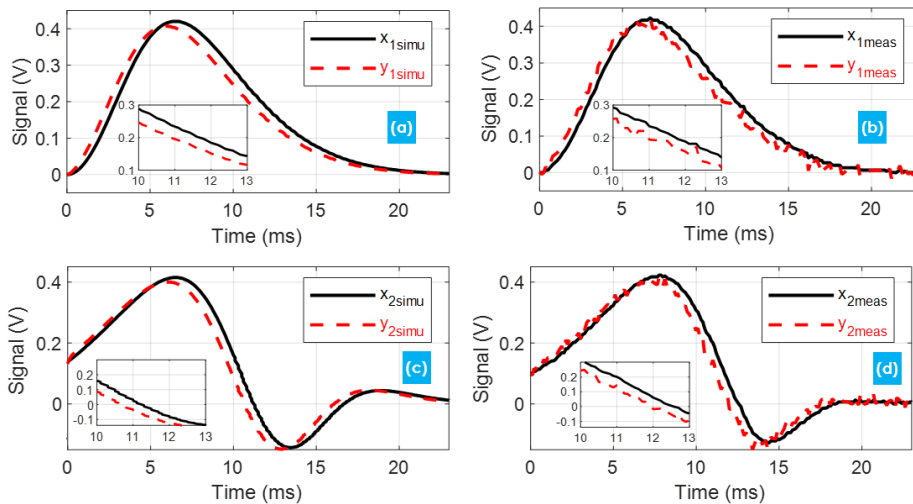 Signal (V)
0.4
0.3
0.2
0.1
0
x1simu
y1simu
(a)
0.3
0.2
0.1
10 11 12 13
0 5 10 15 20
Time (ms)
Signal (V)
0.4
0.3
0.2
0.1
0
x1meas
y1meas
(b)
0.3
0.2
0.1
10 11 12 13
0 5 10 15 20
Time (ms)
Signal (V)
0.4
0.2
0
x2simu
y2simu
(c)
0.2
0.1
0
-0.1
10 11 12 13
0 5 10 15 20
Time (ms)
Signal (V)
0.4
0.2
0
x2meas
y2meas
(d)
0.2
0.1
0
-0.1
10 11 12 13
0 5 10 15 20
Time (ms)